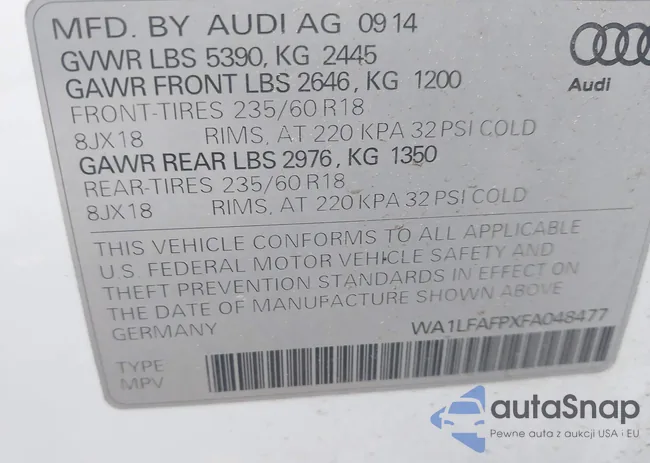 MFD. BY AUDI AG 0914
GVWR LBS 5390, KG 2445
GAWR FRONT LBS 2646, KG 1200
FRONT-TIRES 235/60 R18
8JX18 RIMS, AT 220 KPA 32 PSI COLD
GAWR REAR LBS 2976, KG 1350
REAR-TIRES 235/60 R18
8JX18 RIMS, AT 220 KPA 32 PSI COLD
Audi
THIS VEHICLE CONFORMS TO ALL APPLICABLE
U.S. FEDERAL MOTOR VEHICLE SAFETY AND
THEFT PREVENTION STANDARDS IN EFFECT ON
THE DATE OF MANUFACTURE SHOWN ABOVE.
GERMANY WA1LFAFPXFA048477
TYPE
MPV
autaSnap
Pewne auta z aukcji USA i EU